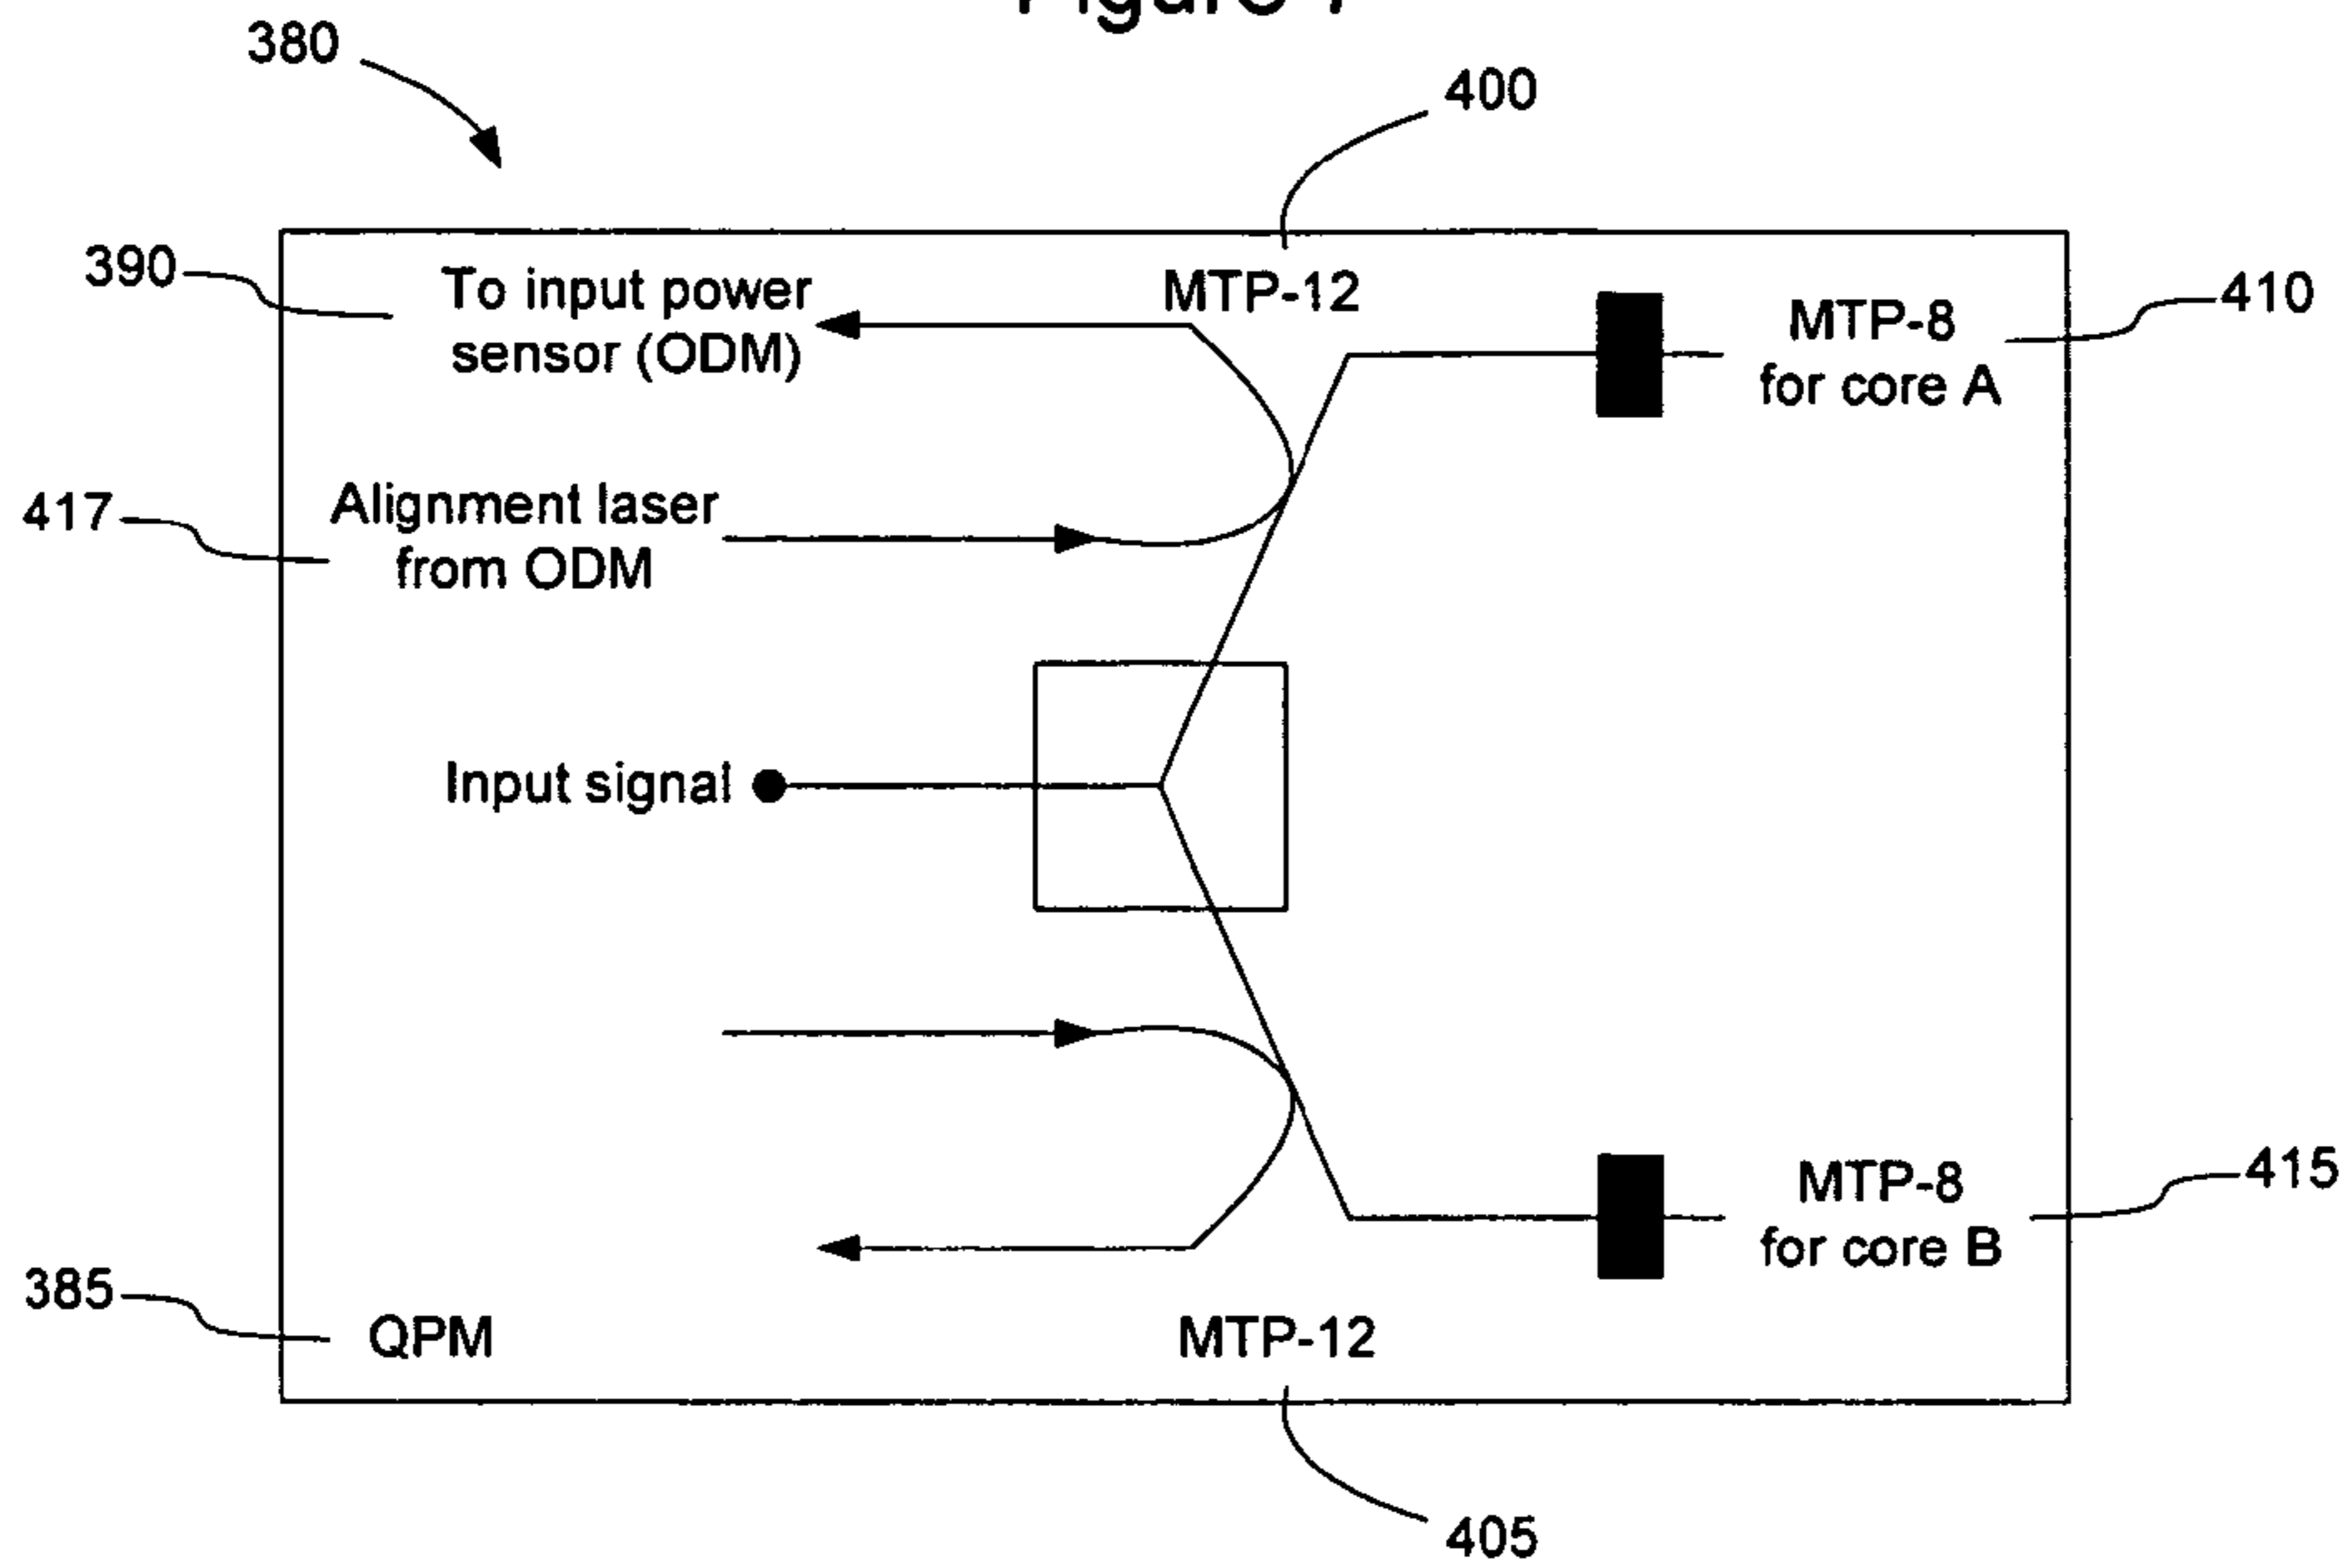 380
400
390
To input power
sensor (ODM)
MTP-12
MTP-8
for core A
410
417
Alignment laser
from ODM
Input signal
MTP-8
for core B
415
385
QPM
MTP-12
405